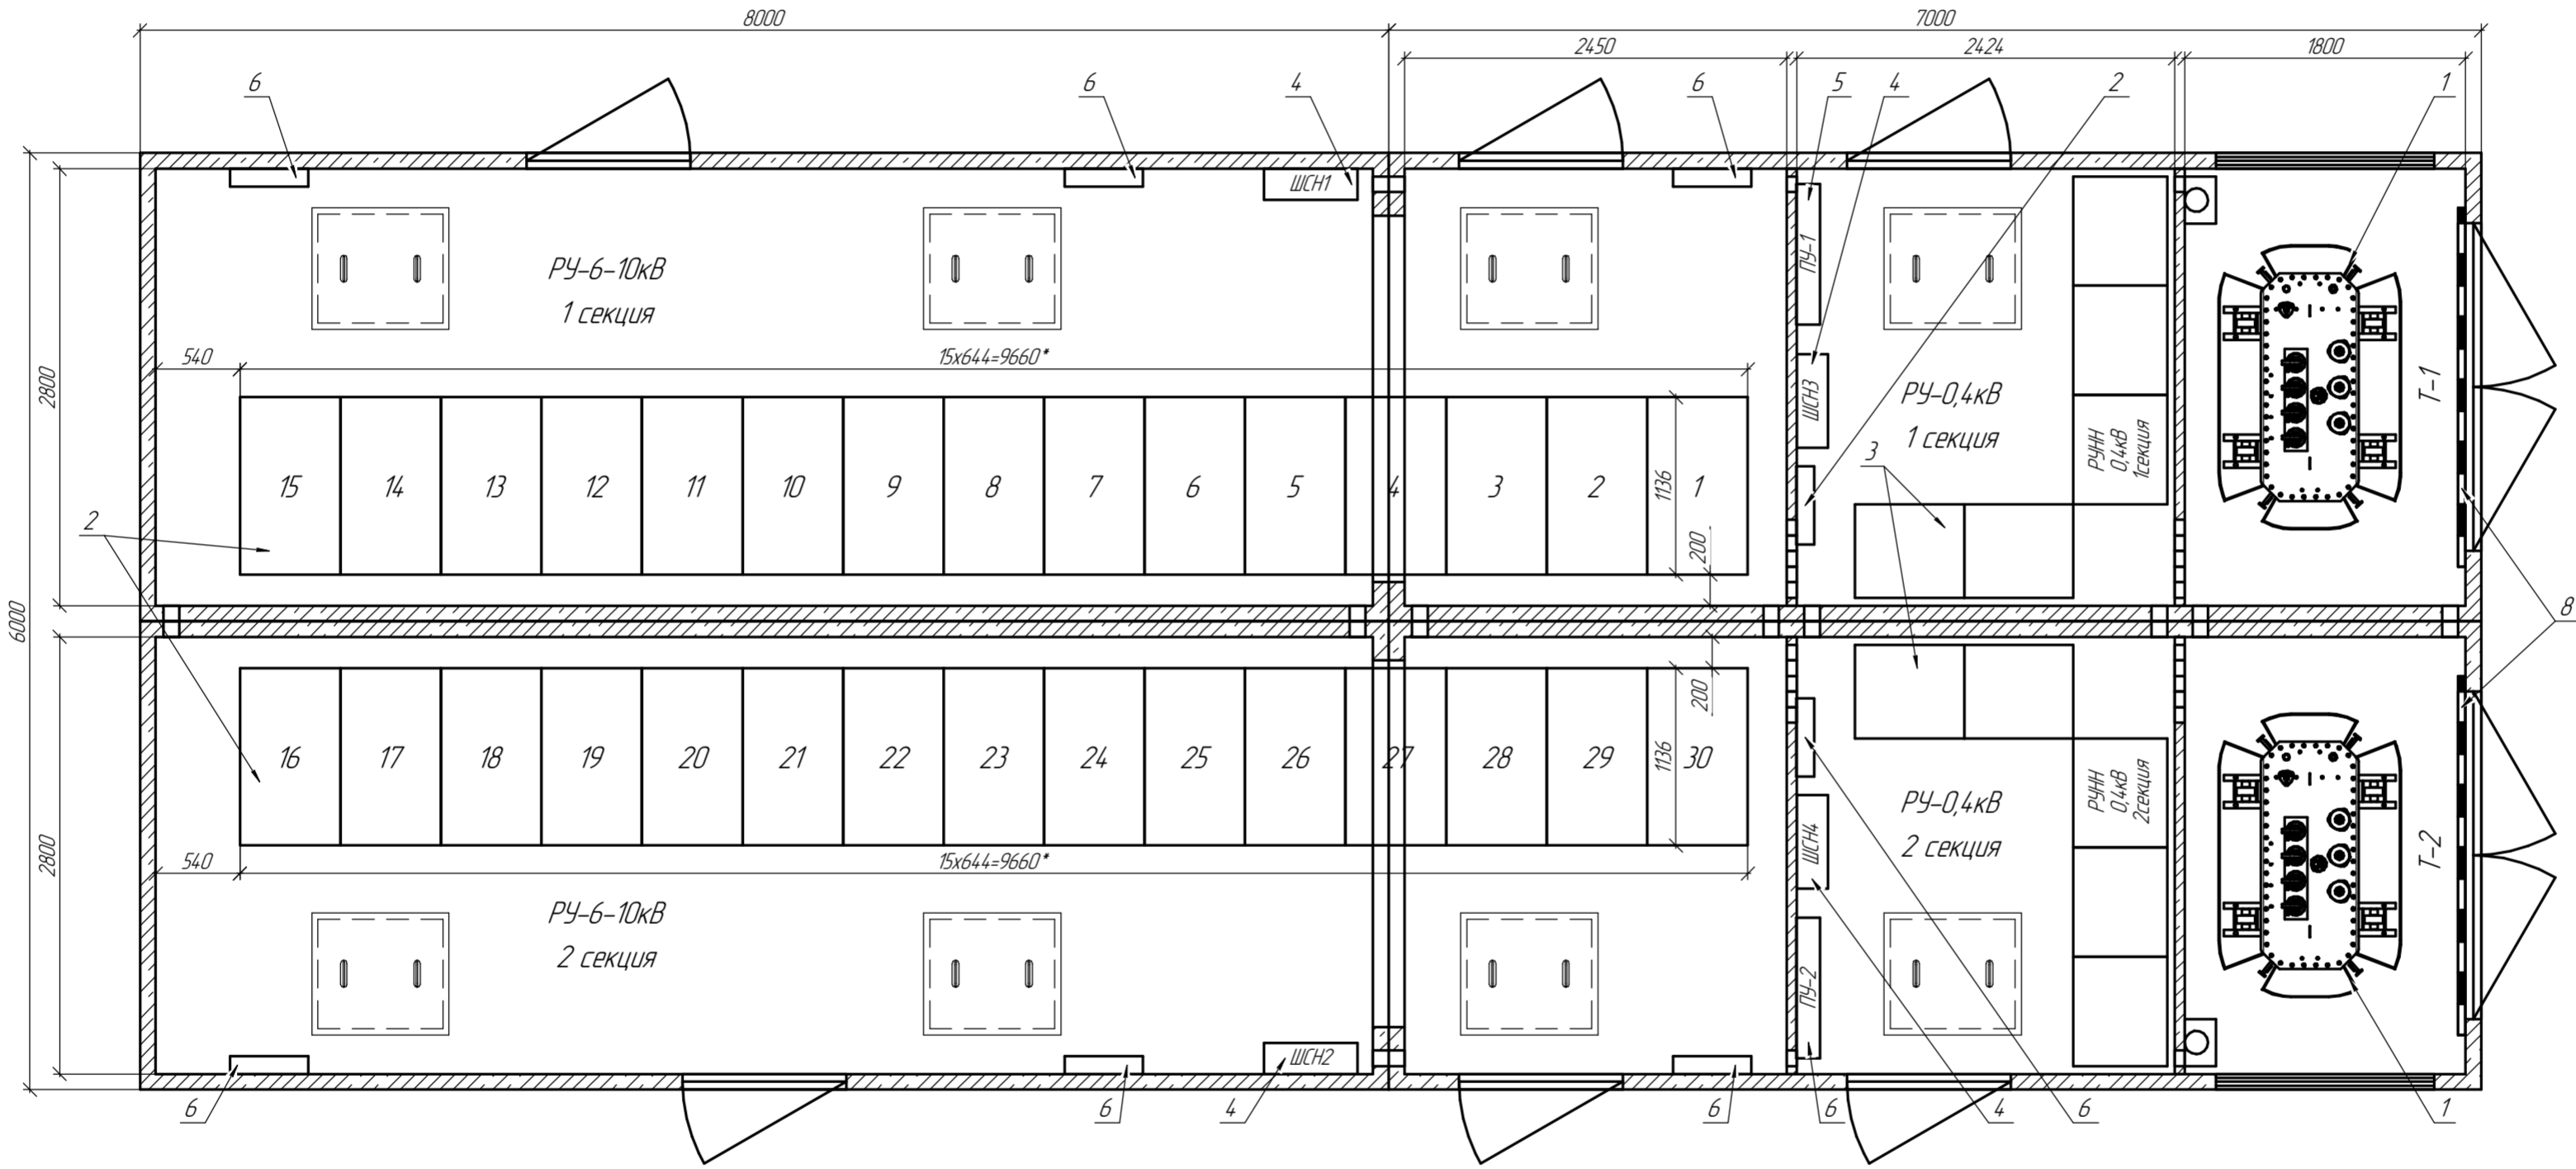 8000
7000
2450
2424
1800
6
6
4
6
5
4
2
1
ШСН1
ПУ-1
РУ-6-10кВ
1 секция
540
15x644=9660*
2800
6000
ШСН3
РУ-0,4кВ
1 секция
3
РУНН
0,4кВ
1секция
Т-1
2
15
14
13
12
11
10
9
8
7
6
5
4
3
2
1
1136
200
8
16
17
18
19
20
21
22
23
24
25
26
27
28
29
30
1136
200
2800
540
15x644=9660*
РУ-6-10кВ
2 секция
ШСН4
РУ-0,4кВ
2 секция
РУНН
0,4кВ
2секция
Т-2
ПУ-2
ШСН2
6
6
4
6
6
4
6
1